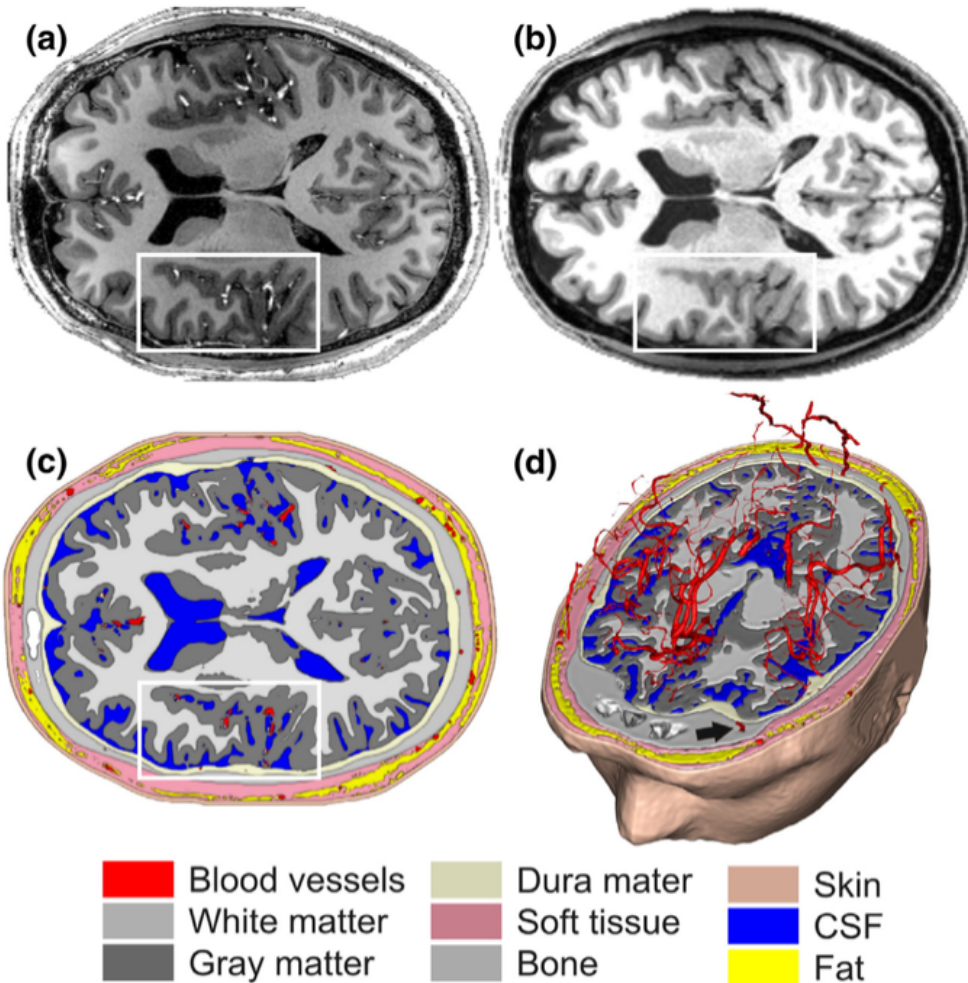 (a)
(b)
(c)
(d)
Blood vessels
Dura mater
Skin
White matter
Soft tissue
CSF
Gray matter
Bone
Fat